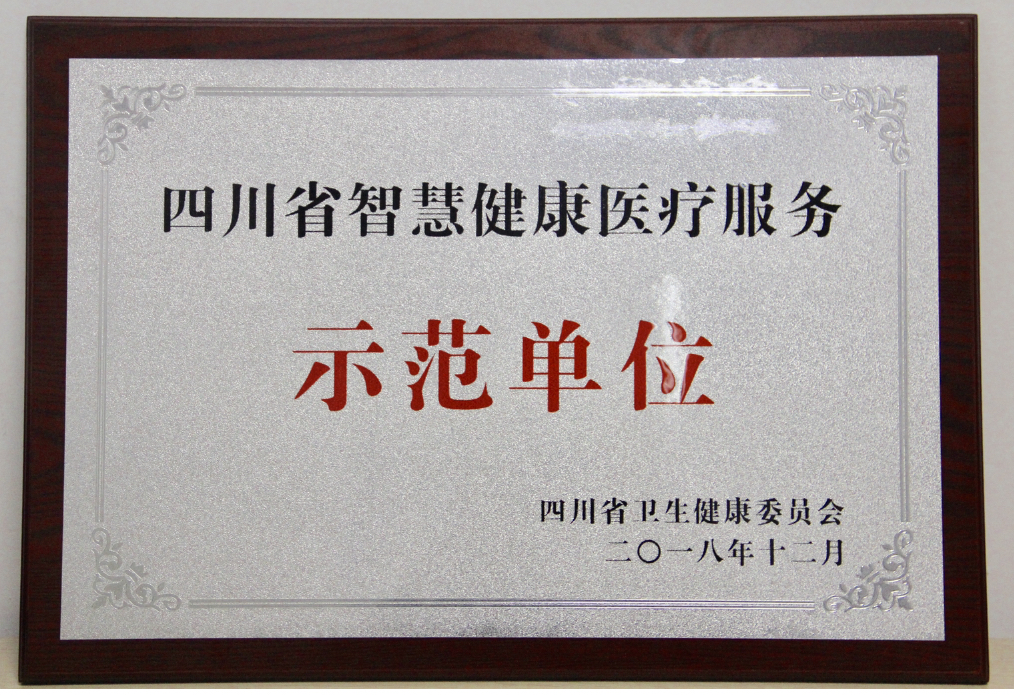 四川省智慧健康医疗服务
示范单位
四川省卫生健康委员会
二〇一八年十二月